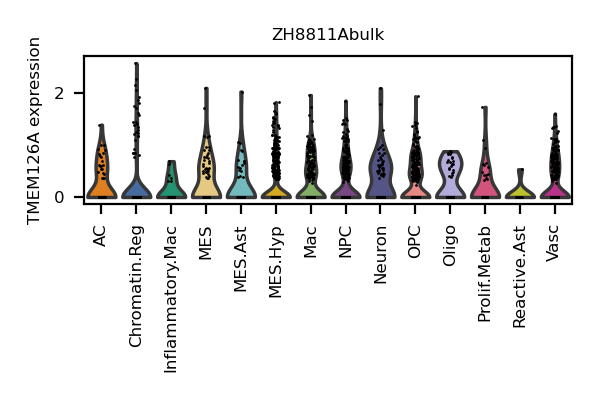 ZH8811Abulk
TMEM126A expression
2
0
AC
Chromatin.Reg
Inflammatory.Mac
MES
MES.Ast
MES.Hyp
Mac
NPC
Neuron
OPC
Oligo
Prolif.Metab
Reactive.Ast
Vasc